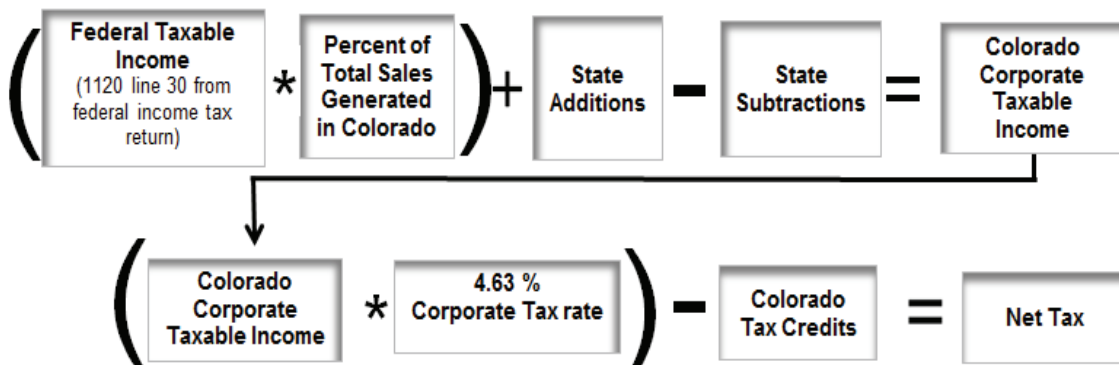 (
Federal Taxable
Income
(1120 line 30 from
federal income tax
return)
*
Percent of
Total Sales
Generated
in Colorado
)
+
State
Additions
-
State
Subtractions
=
Colorado
Corporate
Taxable
Income
(
Colorado
Corporate
Taxable Income
*
4.63 %
Corporate Tax rate
)
-
Colorado
Tax Credits
=
Net Tax